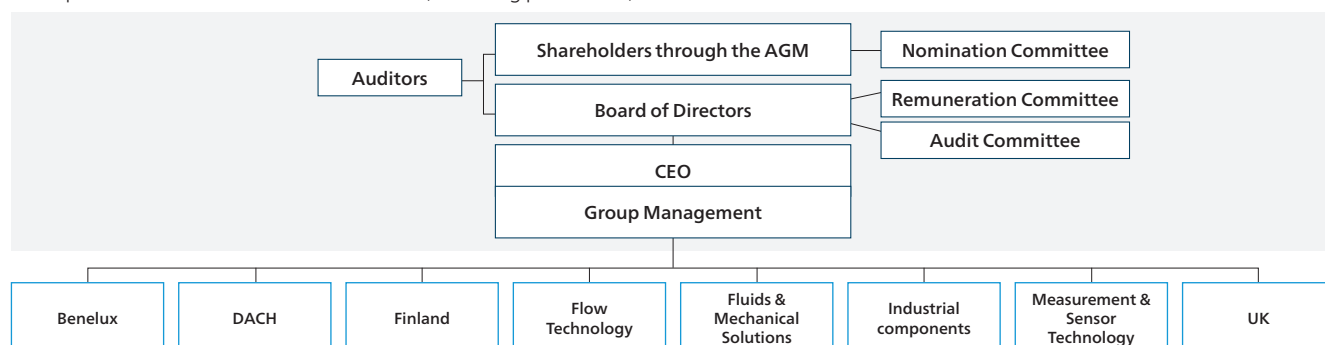 Shareholders through the AGM
Nomination Committee
Auditors
Board of Directors
Remuneration Committee
Audit Committee
CEO
Group Management
Benelux
DACH
Finland
Flow
Technology
Fluids &
Mechanical
Solutions
Industrial
components
Measurement &
Sensor
Technology
UK